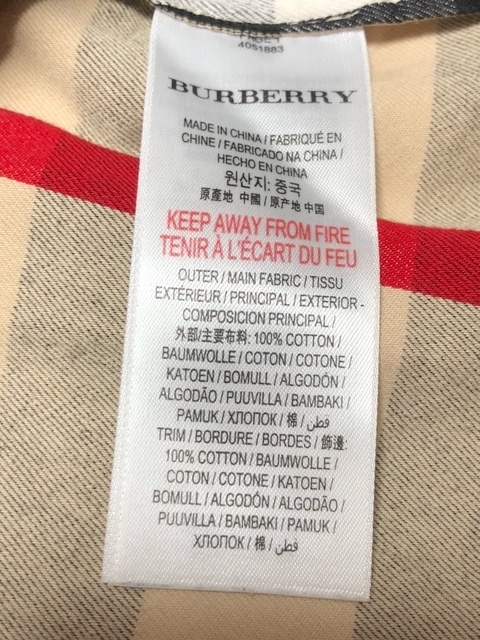 4051883
BURBERRY
MADE IN CHINA / FABRIQUÉ EN
CHINE / FABRICADO NA CHINA /
HECHO EN CHINA
원산지: 중국
原產地 中國 / 原产地 中国
KEEP AWAY FROM FIRE
TENIR À L'ÉCART DU FEU
OUTER / MAIN FABRIC / TISSU
EXTÉRIEUR / PRINCIPAL / EXTERIOR -
COMPOSICION PRINCIPAL /
外部/主要布料: 100% COTTON /
BAUMWOLLE / COTON / COTONE /
KATOEN / BOMULL / ALGODÓN /
ALGODÃO / PUUVILLA / BAMBAKI /
PAMUK / ХЛОПОК / 棉 / قطن /
TRIM / BORDURE / BORDES / 飾邊:
100% COTTON / BAUMWOLLE /
COTON / COTONE / KATOEN /
BOMULL / ALGODÓN / ALGODÃO /
PUUVILLA / BAMBAKI / PAMUK /
ХЛОПОК / 棉 / قطن /